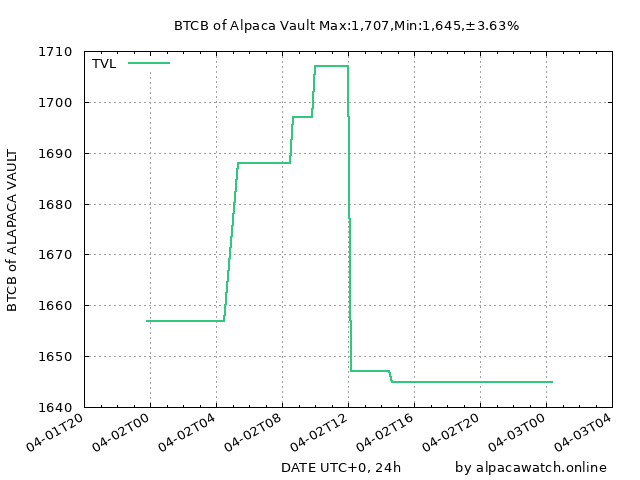 BTCB of Alpaca Vault Max:1,707,Min:1,645,±3.63%
TVL
1710
1700
1690
1680
1670
1660
1650
1640
BTCB of ALAPACA VAULT
04-01T20
04-02T00
04-02T04
04-02T08
04-02T12
04-02T16
04-02T20
04-03T00
04-03T04
DATE UTC+0, 24h
by alpacawatch.online